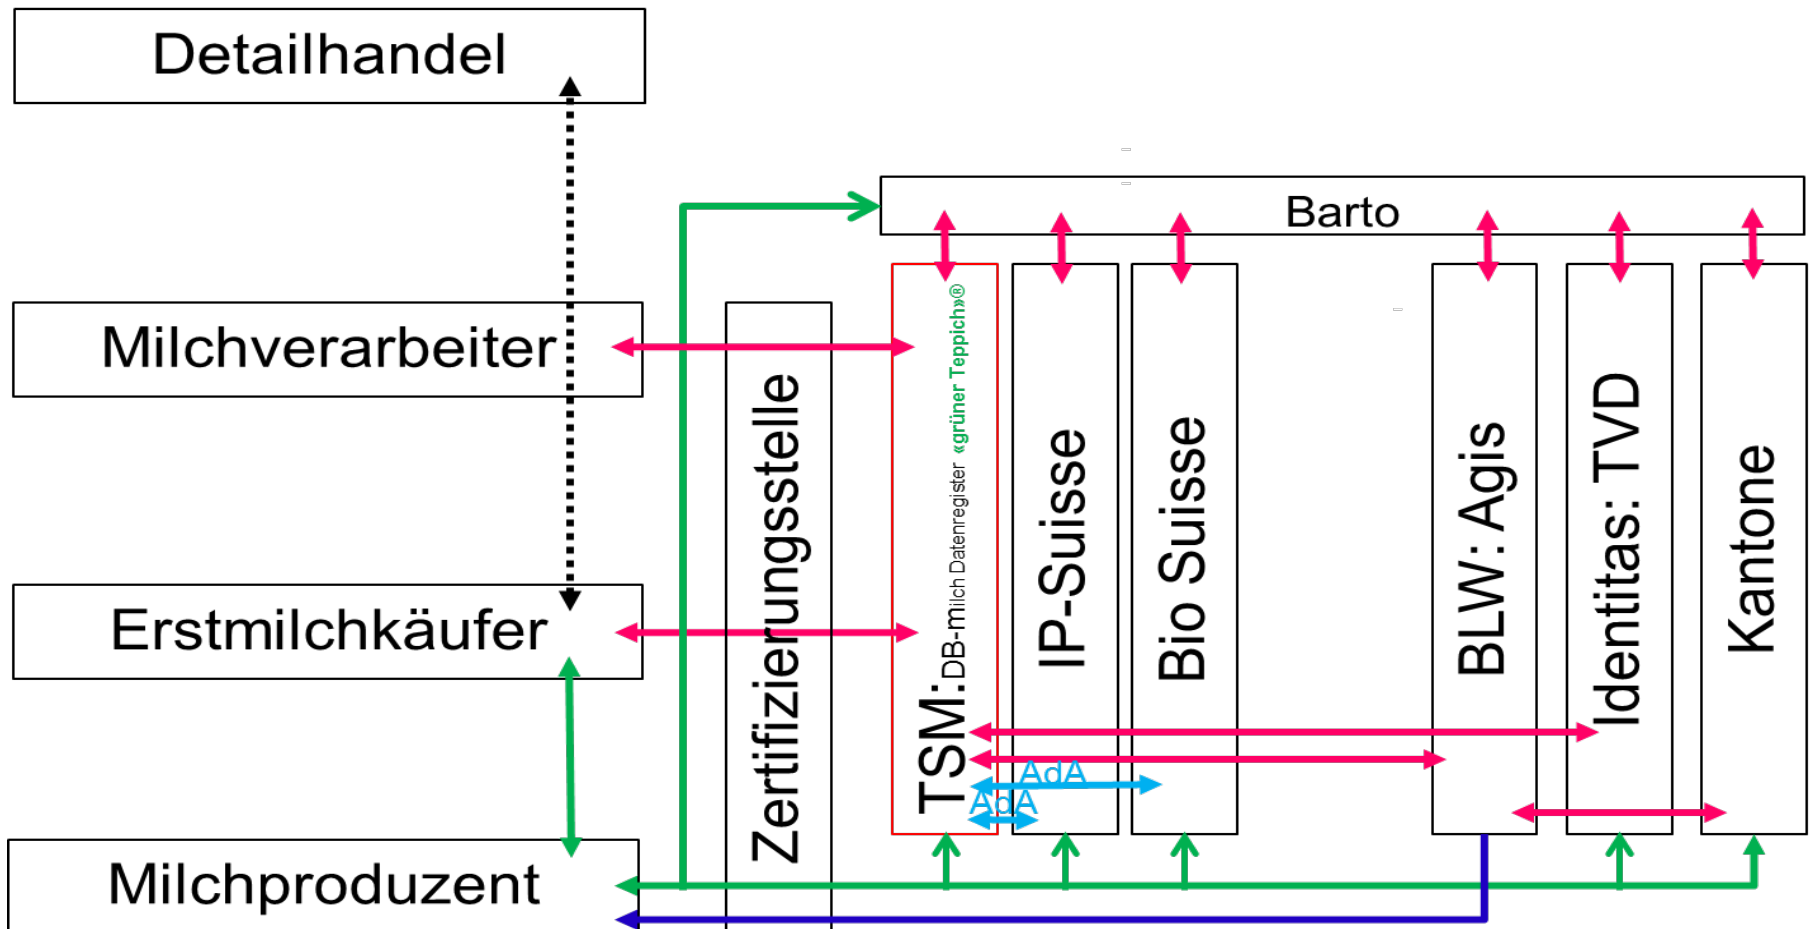 Detailhandel
Barto
Milchverarbeiter
Erstmilchkäufer
Milchproduzent
Zertifizierungsstelle
TSM:DB-milch Datenregister «grüner Teppich»®
IP-Suisse
Bio Suisse
BLW: Agis
Identitas: TVD
Kantone
AdA
AdA